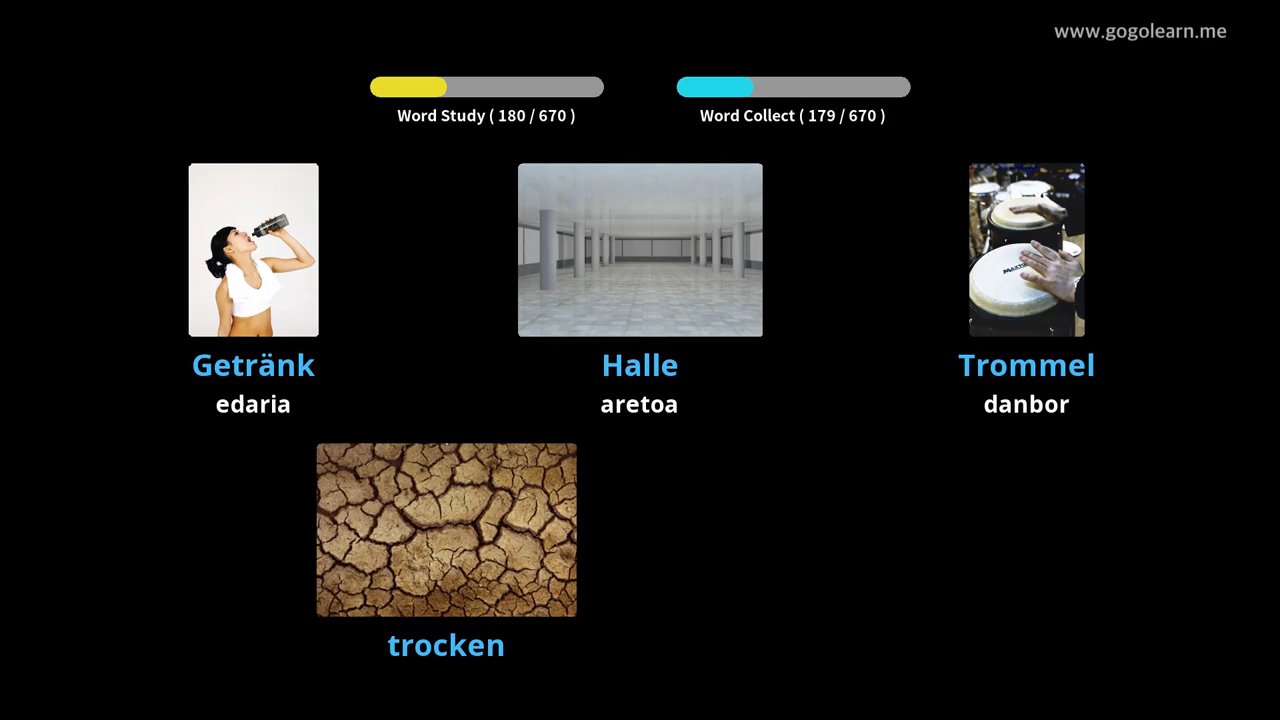 www.gogolearn.me
Word Study ( 180 / 670 )
Word Collect ( 179 / 670 )
Getränk
edaria
Halle
aretoa
Trommel
danbor
trocken